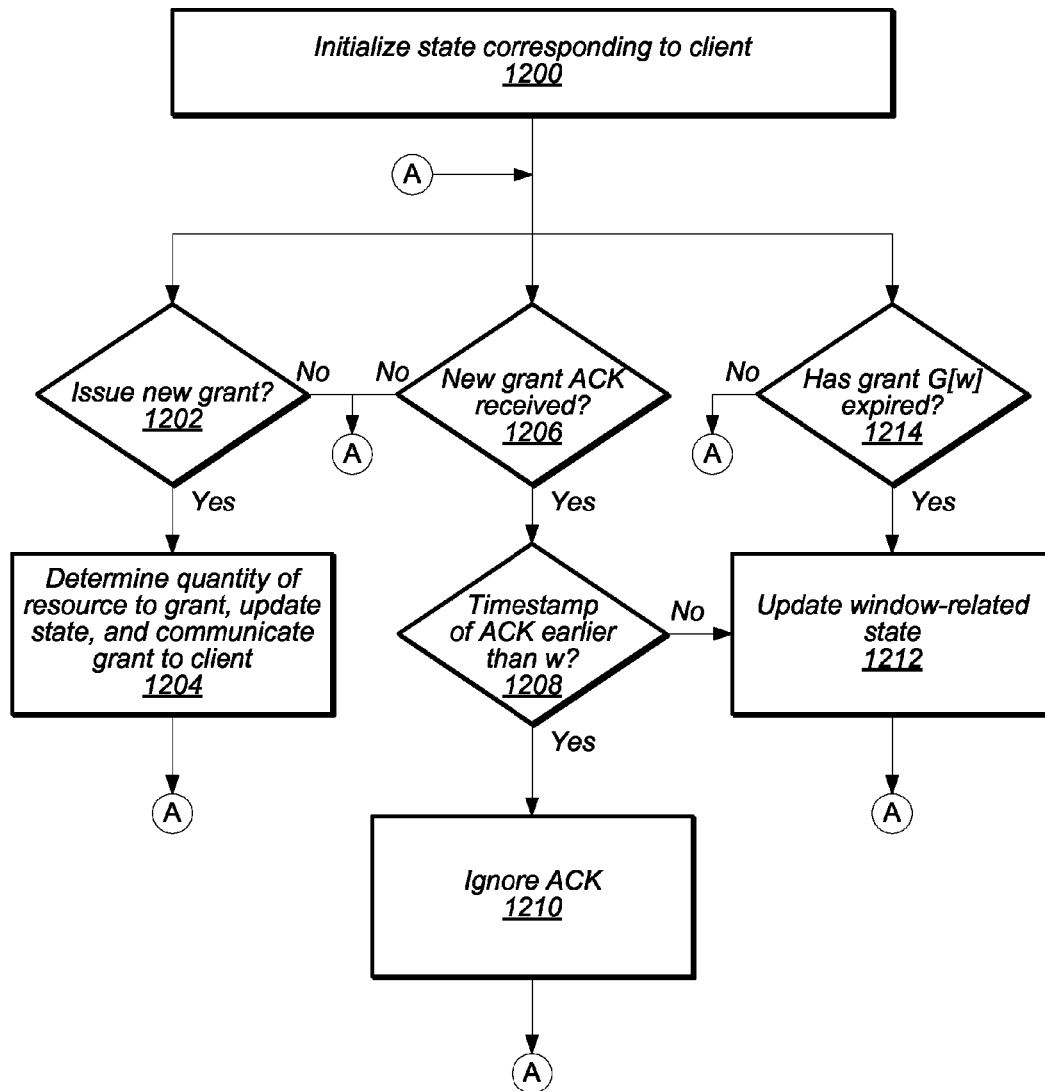 Initialize state corresponding to client
1200
A
Issue new grant?
1202
No
No
New grant ACK
received?
1206
No
Has grant G[w]
expired?
1214
A
A
Yes
Yes
Yes
Determine quantity of
resource to grant, update
state, and communicate
grant to client
1204
Timestamp
of ACK earlier
than w?
1208
No
Update window-related
state
1212
Yes
A
A
Ignore ACK
1210
A